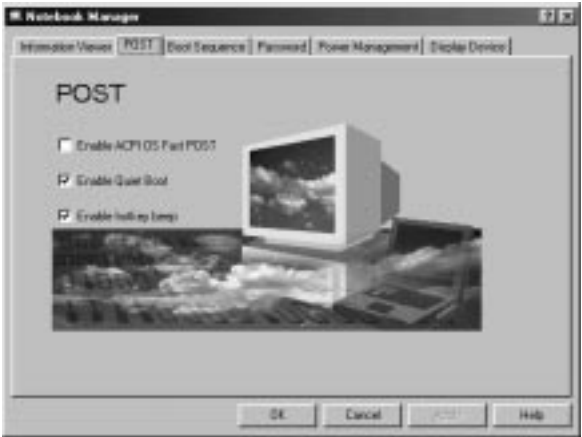 Notebook Manager
Information Viewer POST Boot Sequence Password Power Management Display Device
POST
Enable ACPI OS Fast POST
Enable Quiet Boot
Enable hotkey beep
OK Cancel Help